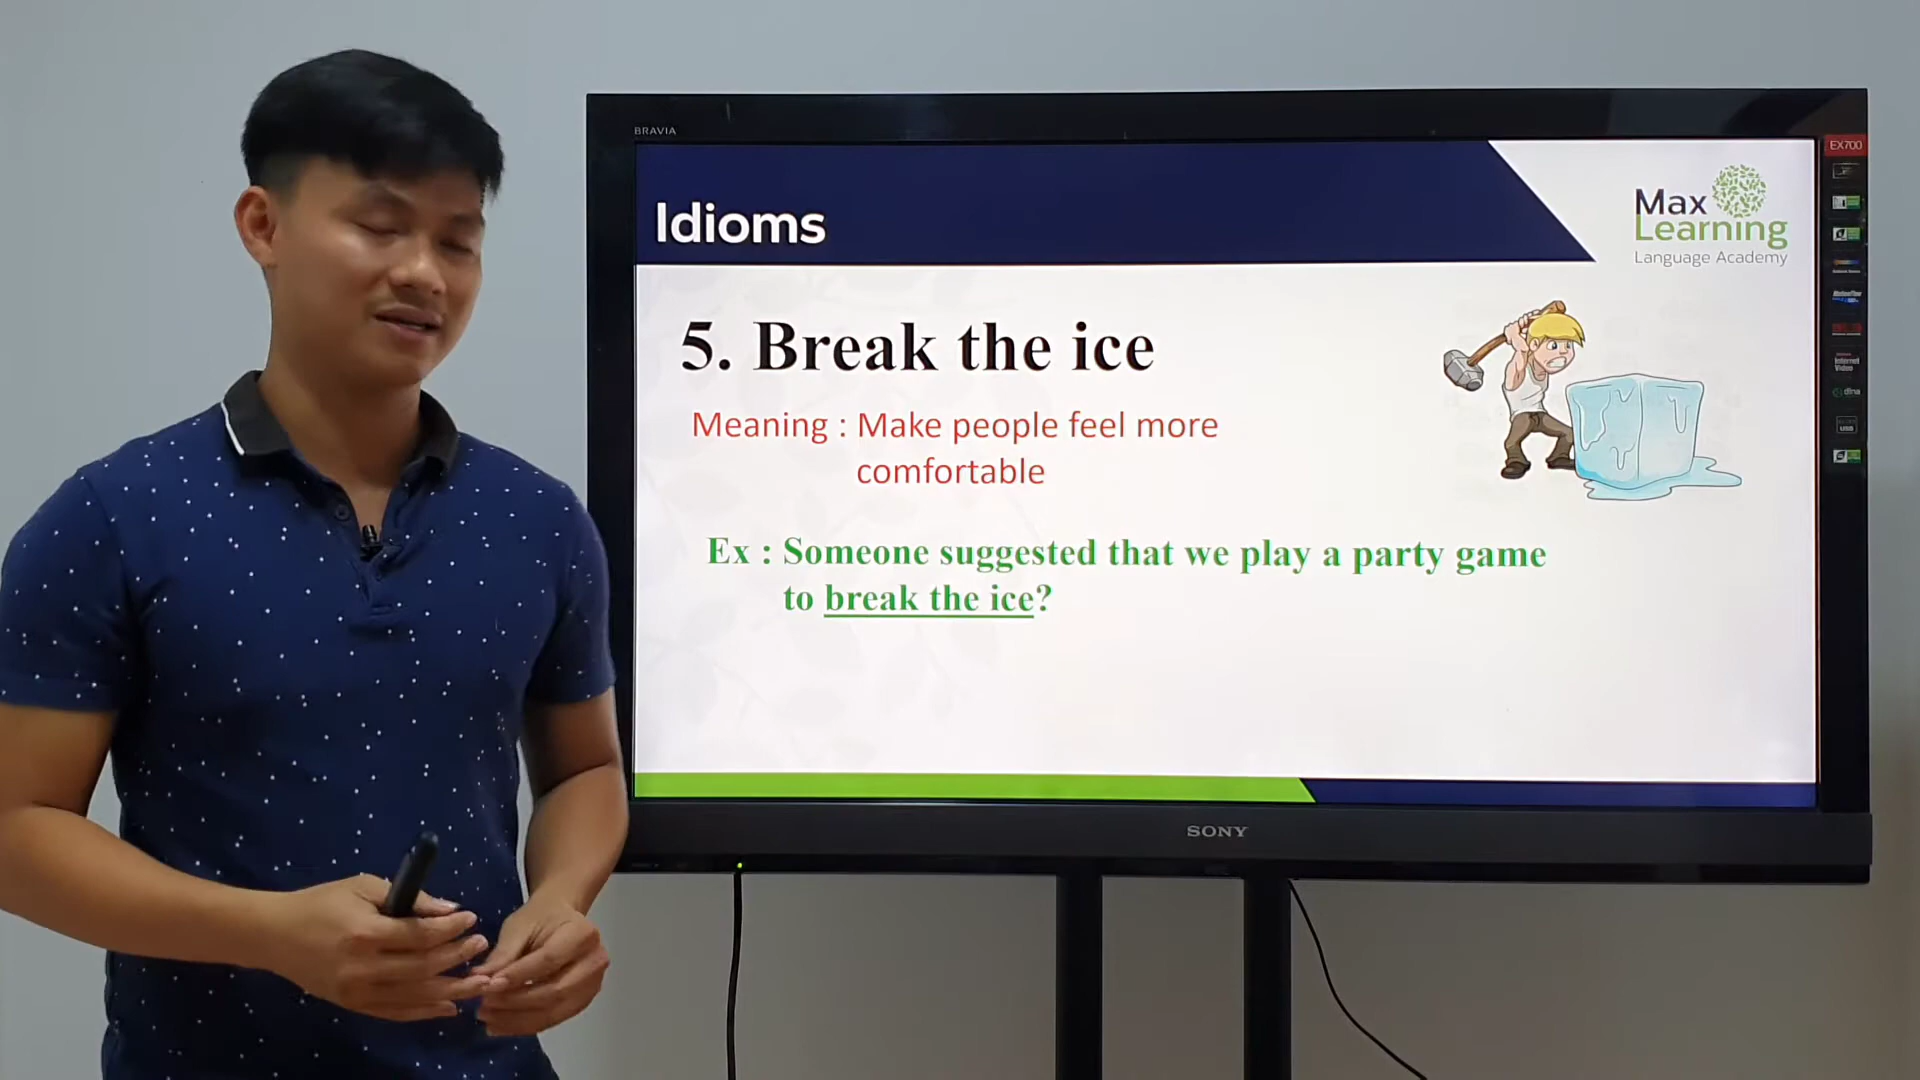 BRAVIA
EX700
Idioms
Max
Learning
Language Academy
5. Break the ice
Meaning : Make people feel more
comfortable
Ex : Someone suggested that we play a party game
to break the ice?
SONY